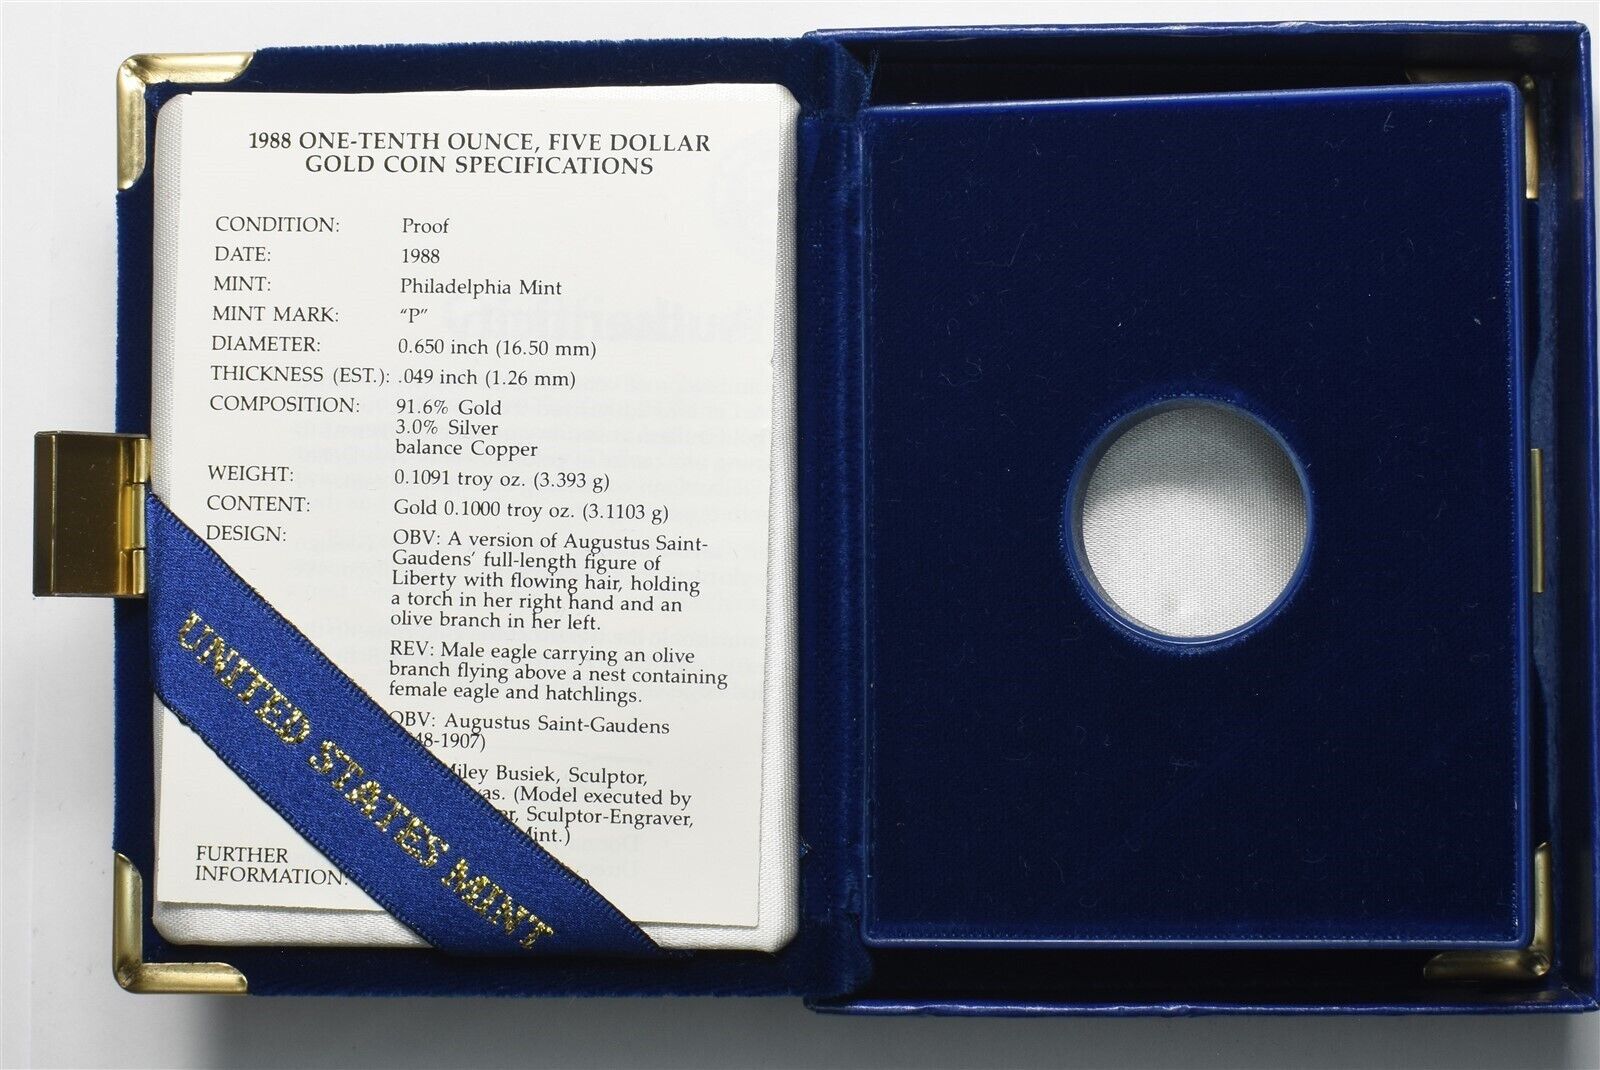 1988 ONE-TENTH OUNCE, FIVE DOLLAR
GOLD COIN SPECIFICATIONS
CONDITION: Proof
DATE: 1988
MINT: Philadelphia Mint
MINT MARK: "P"
DIAMETER: 0.650 inch (16.50 mm)
THICKNESS (EST.): .049 inch (1.26 mm)
COMPOSITION: 91.6% Gold
3.0% Silver
balance Copper
WEIGHT: 0.1091 troy oz. (3.393 g)
CONTENT: Gold 0.1000 troy oz. (3.1103 g)
DESIGN: OBV: A version of Augustus Saint-
Gaudens' full-length figure of
Liberty with flowing hair, holding
a torch in her right hand and an
olive branch in her left.
REV: Male eagle carrying an olive
branch flying above a nest containing
female eagle and hatchlings.
OBV: Augustus Saint-Gaudens
48-1907)
Miley Busiek, Sculptor,
as. (Model executed by
r, Sculptor-Engraver,
Mint.)
FURTHER
INFORMATION:
UNITED STATES MINT